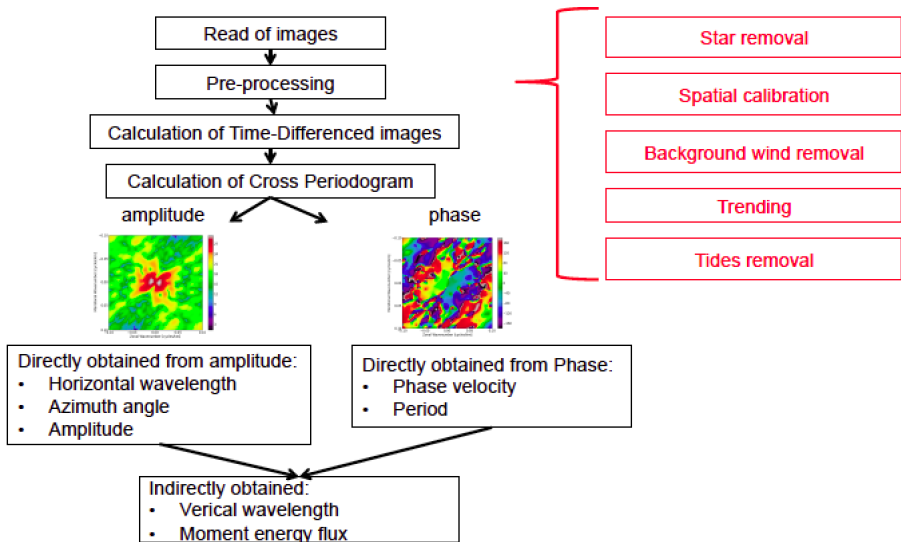 Read of images
Pre-processing
Calculation of Time-Differenced images
Calculation of Cross Periodogram
amplitude
phase
Directly obtained from amplitude:
• Horizontal wavelength
• Azimuth angle
• Amplitude
Directly obtained from Phase:
• Phase velocity
• Period
Indirectly obtained:
• Verical wavelength
• Moment energy flux
Star removal
Spatial calibration
Background wind removal
Trending
Tides removal